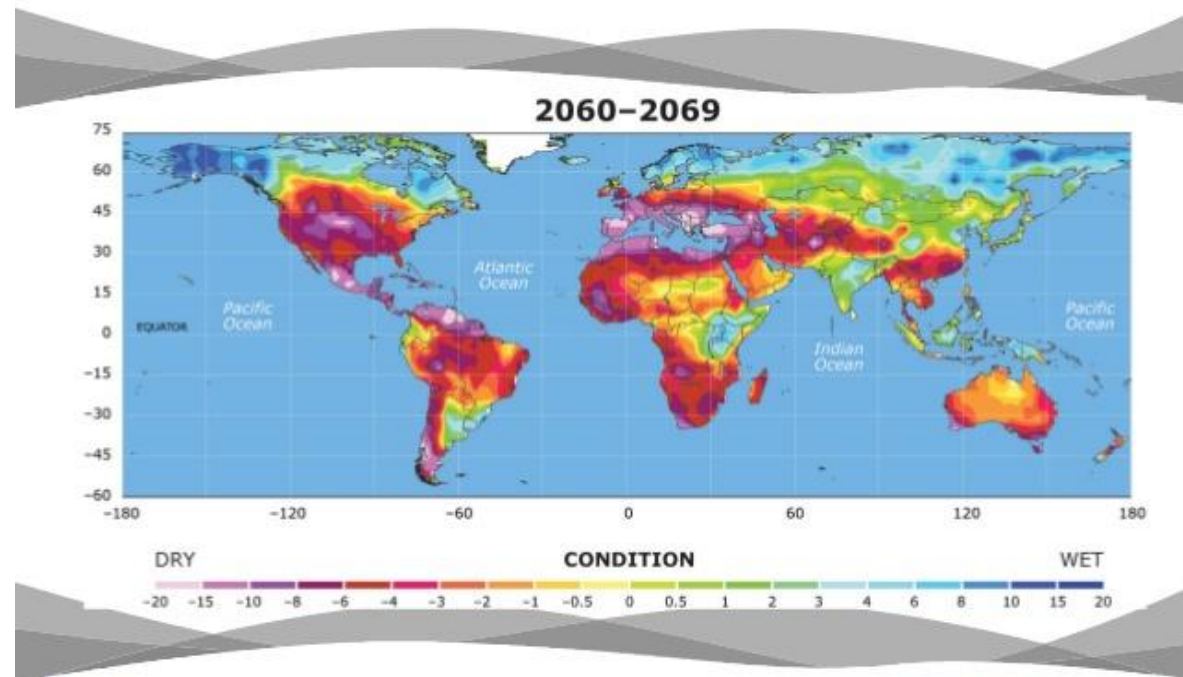 2060–2069
75
60
45
30
15
0
−15
−30
−45
−60
EQUATOR
Pacific
Ocean
Atlantic
Ocean
Indian
Ocean
Pacific
Ocean
−180 −120 −60 0 60 120 180
DRY CONDITION WET
−20 −15 −10 −8 −6 −4 −3 −2 −1 −0.5 0 0.5 1 2 3 4 6 8 10 15 20